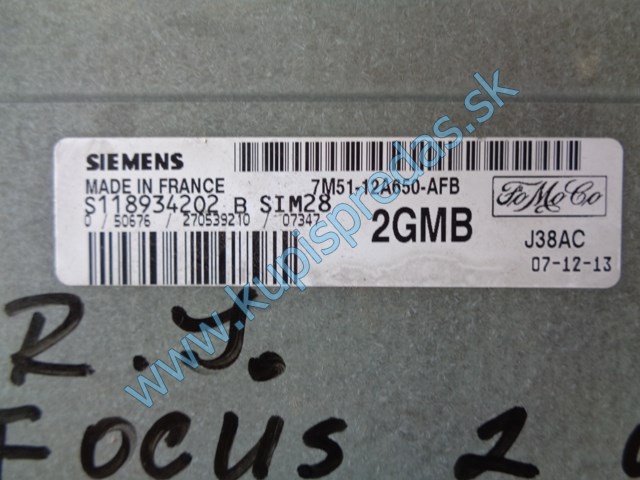 SIEMENS
MADE IN FRANCE 7M51-12A650-AFB
S118934202 B SIM28
0 / 50676 / 270539210 / 07347
2GMB
FoMoCo
J38AC
07-12-13
R.J.
FOCUS 2
www.kupispredas.sk